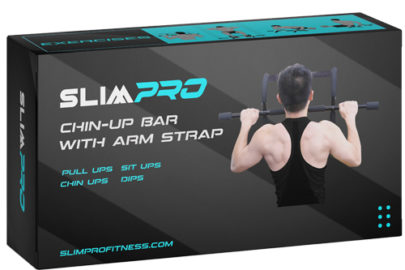 EXERCISES
SLIMPRO
SLIMPRO
CHIN-UP BAR
WITH ARM STRAP
PULL UPS SIT UPS
CHIN UPS DIPS
SLIMPROFITNESS.COM